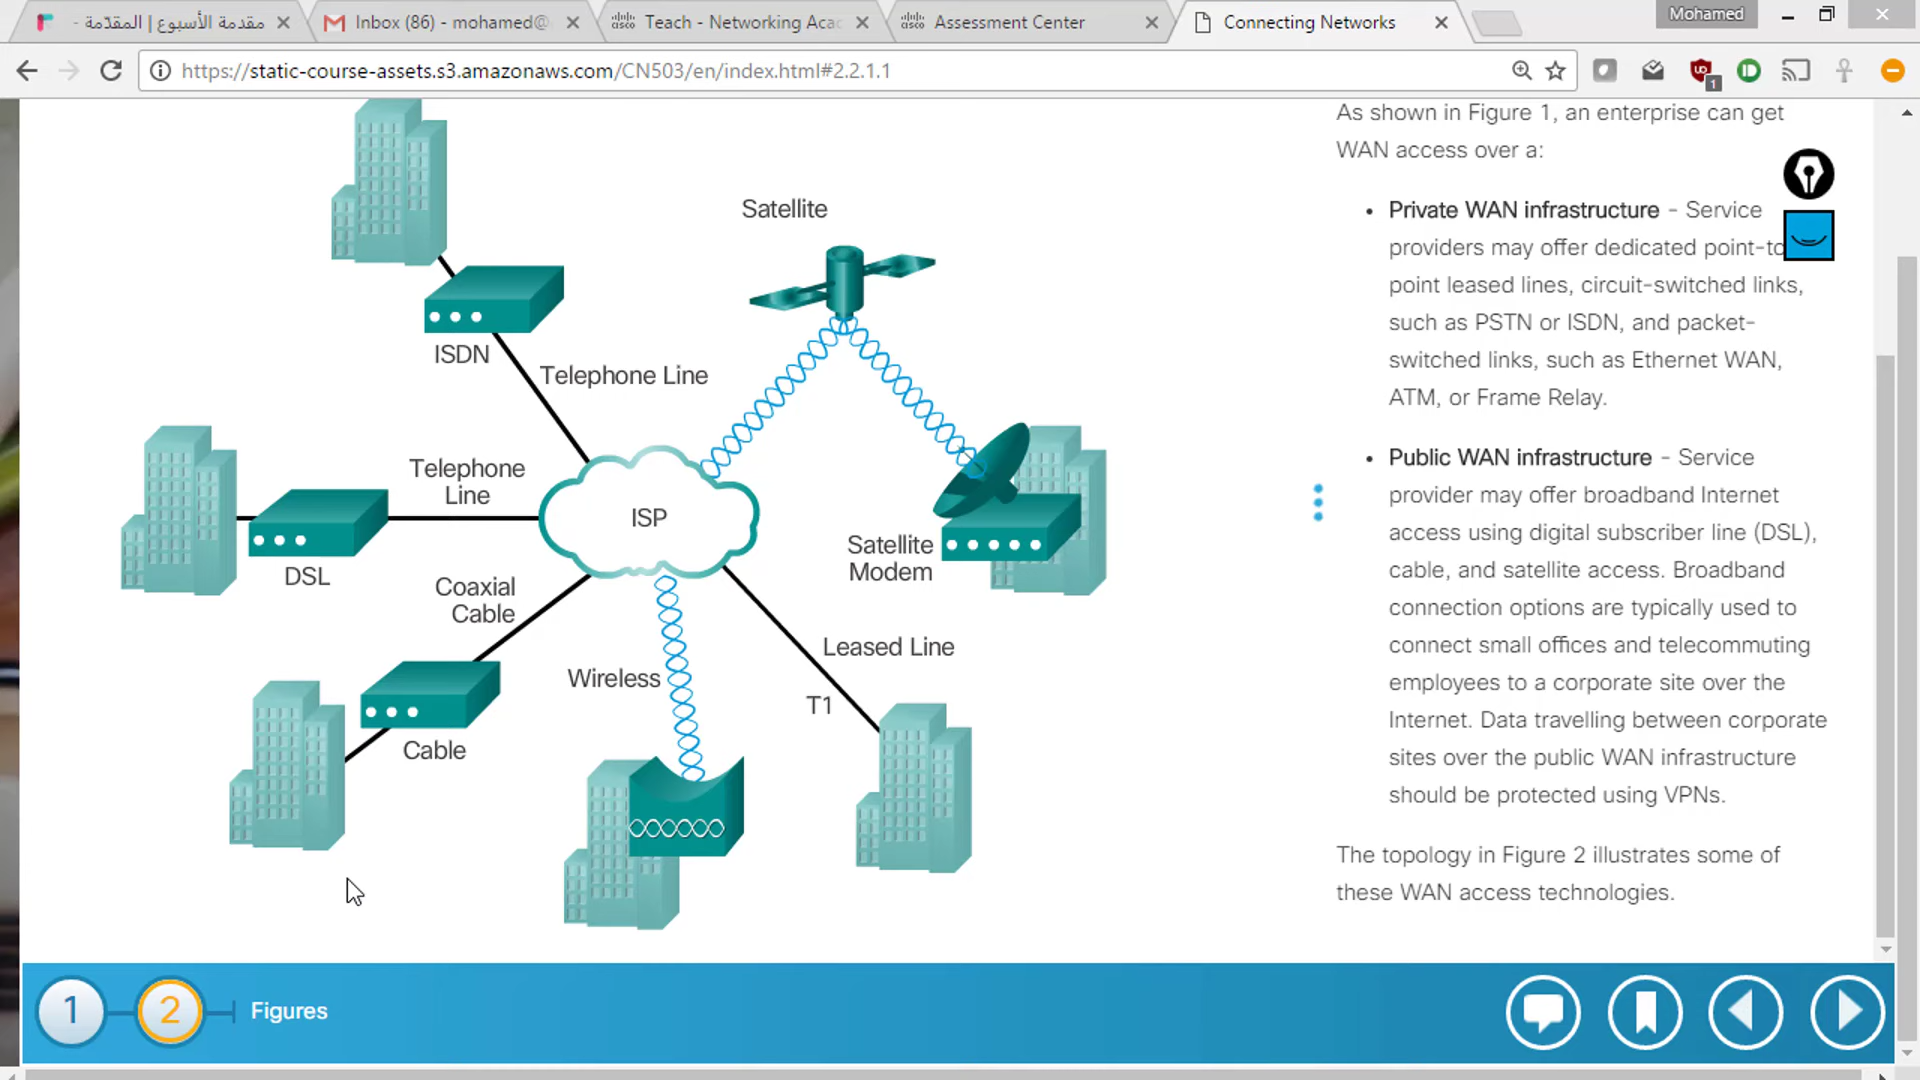 مقدمة الأسبوع | المقدّمة -
Inbox (86) - mohamed@
cisco Teach - Networking Aca
cisco Assessment Center
Connecting Networks
Mohamed
https://static-course-assets.s3.amazonaws.com/CN503/en/index.html#2.2.1.1
1
As shown in Figure 1, an enterprise can get
WAN access over a:
• Private WAN infrastructure - Service
providers may offer dedicated point-to
point leased lines, circuit-switched links,
such as PSTN or ISDN, and packet-
switched links, such as Ethernet WAN,
ATM, or Frame Relay.
• Public WAN infrastructure - Service
provider may offer broadband Internet
access using digital subscriber line (DSL),
cable, and satellite access. Broadband
connection options are typically used to
connect small offices and telecommuting
employees to a corporate site over the
Internet. Data travelling between corporate
sites over the public WAN infrastructure
should be protected using VPNs.
The topology in Figure 2 illustrates some of
these WAN access technologies.
Satellite
ISDN
Telephone Line
Telephone
Line
ISP
DSL
Satellite
Modem
Coaxial
Cable
Leased Line
Wireless
T1
Cable
1
2
Figures